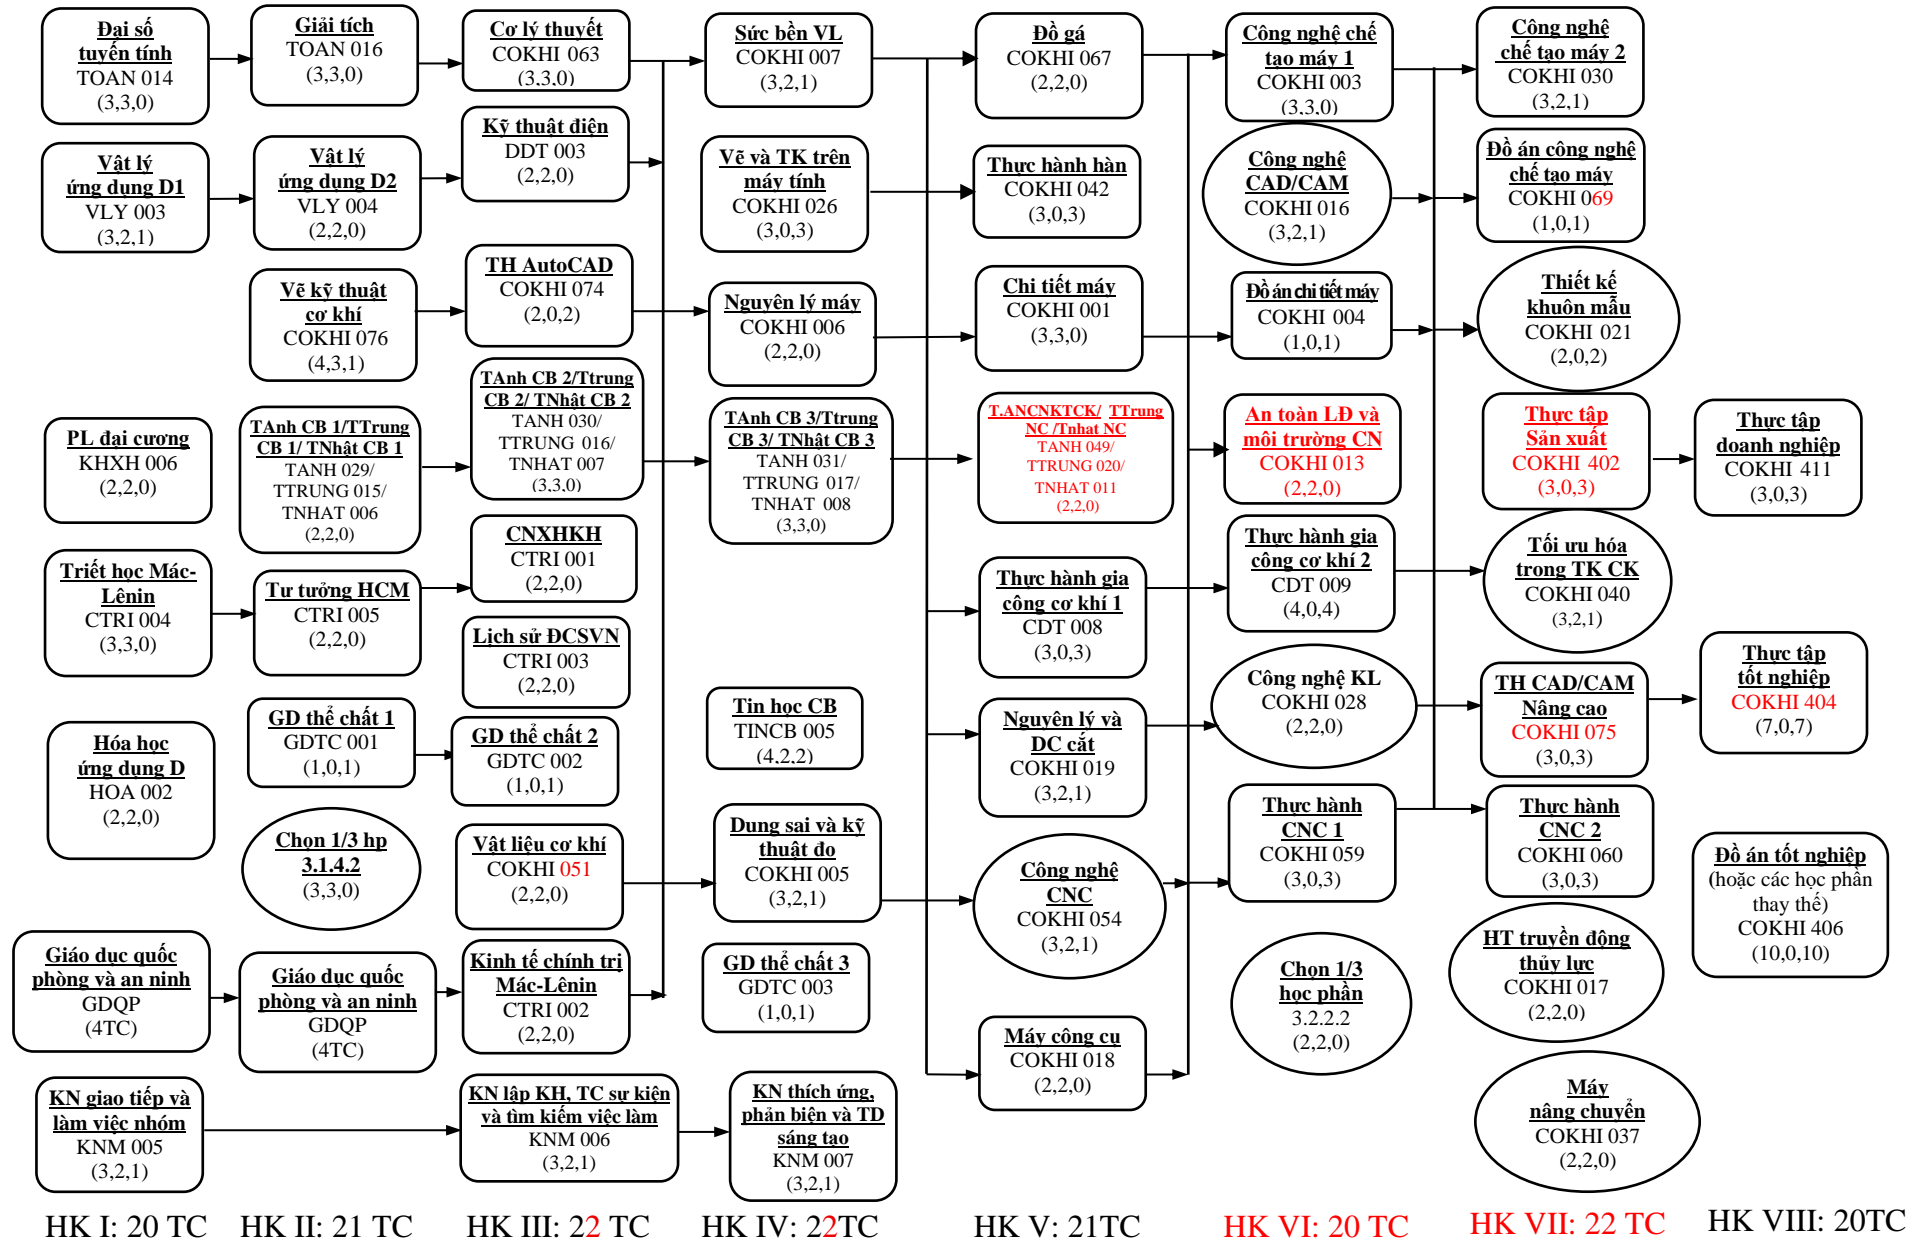 Đại số
tuyến tính
TOAN 014
(3,3,0)
Vật lý
ứng dụng D1
VLY 003
(3,2,1)
PL đại cương
KHXH 006
(2,2,0)
Triết học Mác-
Lênin
CTRI 004
(3,3,0)
Hóa học
ứng dụng D
HOA 002
(2,2,0)
Giáo dục quốc
phòng và an ninh
GDQP
(4TC)
KN giao tiếp và
làm việc nhóm
KNM 005
(3,2,1)
HK I: 20 TC
Giải tích
TOAN 016
(3,3,0)
Vật lý
ứng dụng D2
VLY 004
(2,2,0)
Vẽ kỹ thuật
cơ khí
COKHI 076
(4,3,1)
TAnh CB 1/TTrung
CB 1/ TNhật CB 1
TANH 029/
TTRUNG 015/
TNHAT 006
(2,2,0)
Tư tưởng HCM
CTRI 005
(2,2,0)
GD thể chất 1
GDTC 001
(1,0,1)
Chọn 1/3 hp
3.1.4.2
(3,3,0)
Giáo dục quốc
phòng và an ninh
GDQP
(4TC)
HK II: 21 TC
Cơ lý thuyết
COKHI 063
(3,3,0)
Kỹ thuật điện
DDT 003
(2,2,0)
TH AutoCAD
COKHI 074
(2,0,2)
TAnh CB 2/Ttrung
CB 2/ TNhật CB 2
TANH 030/
TTRUNG 016/
TNHAT 007
(3,3,0)
CNXHKH
CTRI 001
(2,2,0)
Lịch sử ĐCSVN
CTRI 003
(2,2,0)
GD thể chất 2
GDTC 002
(1,0,1)
Vật liệu cơ khí
COKHI 051
(2,2,0)
Kinh tế chính trị
Mác-Lênin
CTRI 002
(2,2,0)
KN lập KH, TC sự kiện
và tìm kiếm việc làm
KNM 006
(3,2,1)
HK III: 22 TC
Sức bền VL
COKHI 007
(3,2,1)
Vẽ và TK trên
máy tính
COKHI 026
(3,0,3)
Nguyên lý máy
COKHI 006
(2,2,0)
TAnh CB 3/Ttrung
CB 3/ TNhật CB 3
TANH 031/
TTRUNG 017/
TNHAT 008
(3,3,0)
Tin học CB
TINCB 005
(4,2,2)
Dung sai và kỹ
thuật đo
COKHI 005
(3,2,1)
GD thể chất 3
GDTC 003
(1,0,1)
KN thích ứng,
phản biện và TD
sáng tạo
KNM 007
(3,2,1)
HK IV: 22TC
Đồ gá
COKHI 067
(2,2,0)
Thực hành hàn
COKHI 042
(3,0,3)
Chi tiết máy
COKHI 001
(3,3,0)
T.ANCNKTCK/ TTrung
NC /Tnhat NC
TANH 049/
TTRUNG 020/
TNHAT 011
(2,2,0)
Thực hành gia
công cơ khí 1
CDT 008
(3,0,3)
Nguyên lý và
DC cắt
COKHI 019
(3,2,1)
Công nghệ
CNC
COKHI 054
(3,2,1)
Máy công cụ
COKHI 018
(2,2,0)
HK V: 21TC
Công nghệ chế
tạo máy 1
COKHI 003
(3,3,0)
Công nghệ
CAD/CAM
COKHI 016
(3,2,1)
Đồ án chi tiết máy
COKHI 004
(1,0,1)
An toàn LĐ và
môi trường CN
COKHI 013
(2,2,0)
Thực hành gia
công cơ khí 2
CDT 009
(4,0,4)
Công nghệ KL
COKHI 028
(2,2,0)
Thực hành
CNC 1
COKHI 059
(3,0,3)
Chọn 1/3
học phần
3.2.2.2
(2,2,0)
HK VI: 20 TC
Công nghệ
chế tạo máy 2
COKHI 030
(3,2,1)
Đồ án công nghệ
chế tạo máy
COKHI 069
(1,0,1)
Thiết kế
khuôn mẫu
COKHI 021
(2,0,2)
Thực tập
Sản xuất
COKHI 402
(3,0,3)
Tối ưu hóa
trong TK CK
COKHI 040
(3,2,1)
TH CAD/CAM
Nâng cao
COKHI 075
(3,0,3)
Thực hành
CNC 2
COKHI 060
(3,0,3)
HT truyền động
thủy lực
COKHI 017
(2,2,0)
Máy
nâng chuyển
COKHI 037
(2,2,0)
HK VII: 22 TC
Thực tập
doanh nghiệp
COKHI 411
(3,0,3)
Thực tập
tốt nghiệp
COKHI 404
(7,0,7)
Đồ án tốt nghiệp
(hoặc các học phần
thay thế)
COKHI 406
(10,0,10)
HK VIII: 20TC